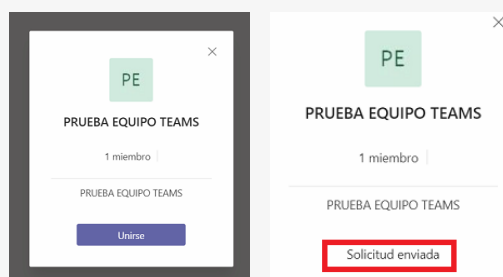 PE
PRUEBA EQUIPO TEAMS
1 miembro
PRUEBA EQUIPO TEAMS
Unirse
PE
PRUEBA EQUIPO TEAMS
1 miembro
PRUEBA EQUIPO TEAMS
Solicitud enviada